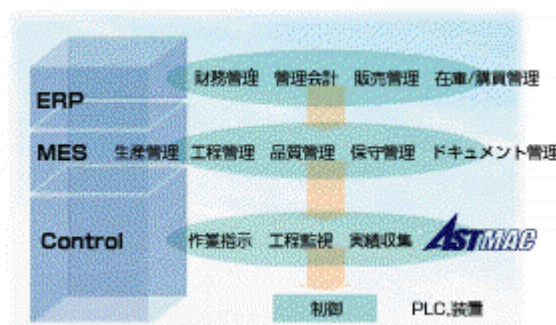 財務管理 管理会計 販売管理 在庫/購買管理
ERP
MES 生産管理 工程管理 品質管理 保守管理 ドキュメント管理
Control 作業指示 工程監視 実績収集 ASTMAC
制御 PLC,装置